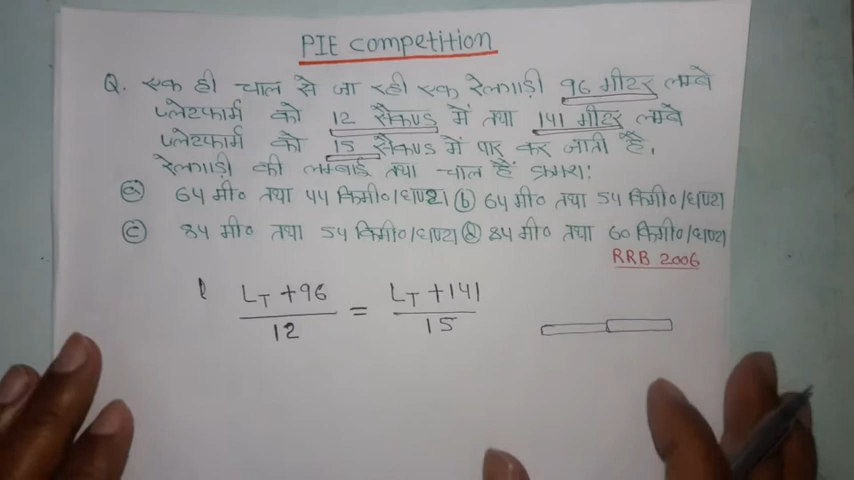 PIE Competition
Q. एक ही चाल से जा रही एक रेलगाड़ी 96 मीटर लम्बे
प्लेटफार्म को 12 सैकण्ड में तथा 141 मीटर लम्बे
प्लेटफार्म को 15 सैकण्ड में पार कर जाती है।
रेलगाड़ी की लम्बाई तथा चाल हैं क्रमशः!
(a) 64 मी० तथा 44 किमी०/घण्टा (b) 64 मी० तथा 54 किमी०/घण्टा
(c) 84 मी० तथा 54 किमी०/घण्टा (d) 84 मी० तथा 60 किमी०/घण्टा
RRB 2006
l (L_T + 96)/12 = (L_T + 141)/15